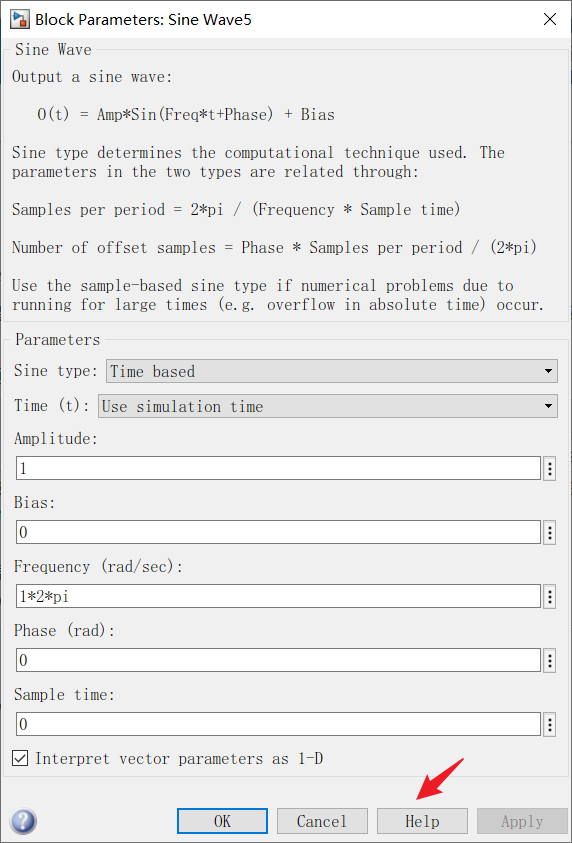 Block Parameters: Sine Wave5
Sine Wave
Output a sine wave:
O(t) = Amp*Sin(Freq*t+Phase) + Bias
Sine type determines the computational technique used. The
parameters in the two types are related through:
Samples per period = 2*pi / (Frequency * Sample time)
Number of offset samples = Phase * Samples per period / (2*pi)
Use the sample-based sine type if numerical problems due to
running for large times (e.g. overflow in absolute time) occur.
Parameters
Sine type: Time based
Time (t): Use simulation time
Amplitude:
1
Bias:
0
Frequency (rad/sec):
1*2*pi
Phase (rad):
0
Sample time:
0
Interpret vector parameters as 1-D
? OK Cancel Help Apply